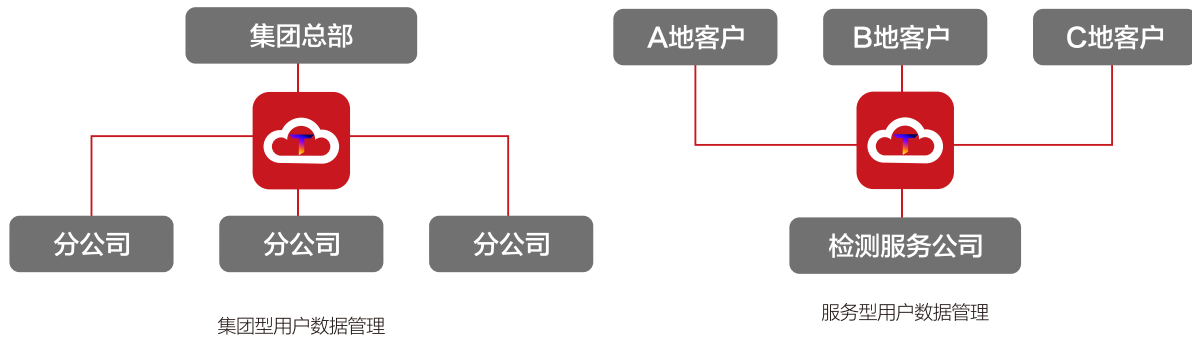 集团总部
T
分公司
分公司
分公司
集团型用户数据管理
A地客户
B地客户
C地客户
T
检测服务公司
服务型用户数据管理